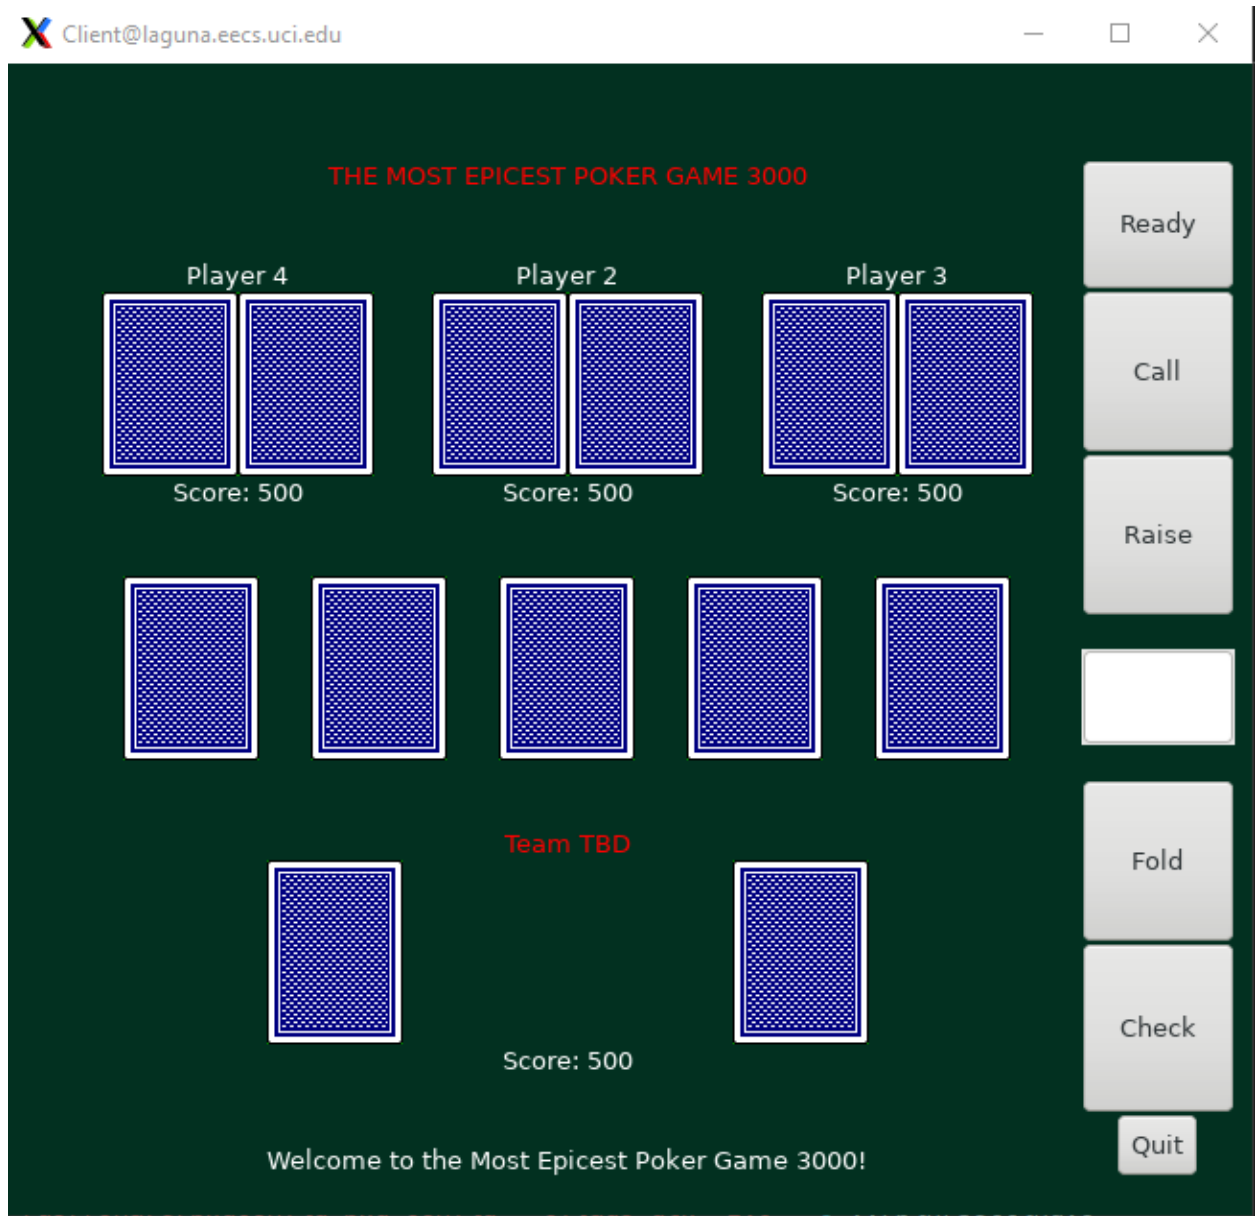 Client@laguna.eecs.uci.edu
THE MOST EPICEST POKER GAME 3000
Player 4 Player 2 Player 3
Score: 500 Score: 500 Score: 500
Team TBD
Score: 500
Welcome to the Most Epicest Poker Game 3000!
Ready
Call
Raise
Fold
Check
Quit